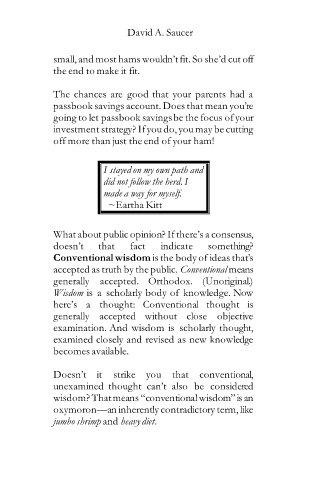 David A. Saucer
small, and most hams wouldn't fit. So she'd cut off
the end to make it fit.
The chances are good that your parents had a
passbook savings account. Does that mean you're
going to let passbook savings be the focus of your
investment strategy? If you do, you may be cutting
off more than just the end of your ham!
I stayed on my own path and
did not follow the herd. I
made a way for myself.
~Eartha Kitt
What about public opinion? If there's a consensus,
doesn't that fact indicate something?
Conventional wisdom is the body of ideas that's
accepted as truth by the public. Conventional means
generally accepted. Orthodox. (Unoriginal.)
Wisdom is a scholarly body of knowledge. Now
here's a thought: Conventional thought is
generally accepted without close objective
examination. And wisdom is scholarly thought,
examined closely and revised as new knowledge
becomes available.
Doesn't it strike you that conventional,
unexamined thought can't also be considered
wisdom? That means "conventional wisdom" is an
oxymoron—an inherently contradictory term, like
jumbo shrimp and heavy diet.